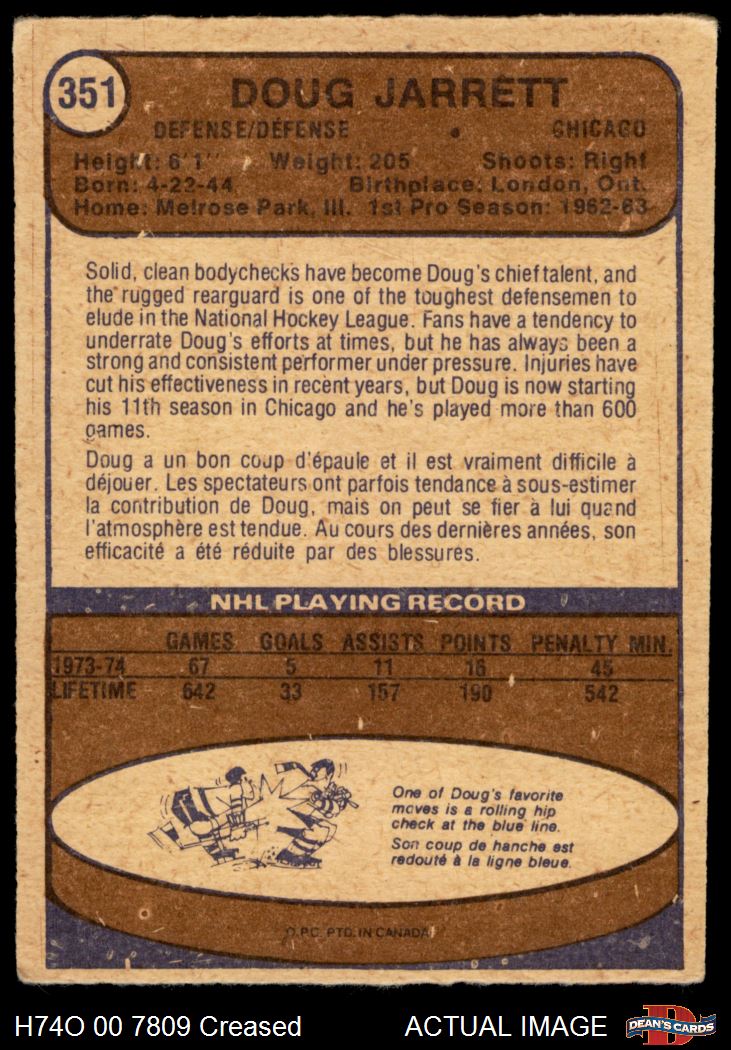 351
DOUG JARRETT
DEFENSE/DÉFENSE • CHICAGO
Height: 6'1" Weight: 205 Shoots: Right
Born: 4-22-44 Birthplace: London, Ont.
Home: Melrose Park, Ill. 1st Pro Season: 1962-63
Solid, clean bodychecks have become Doug's chief talent, and
the rugged rearguard is one of the toughest defensemen to
elude in the National Hockey League. Fans have a tendency to
underrate Doug's efforts at times, but he has always been a
strong and consistent performer under pressure. Injuries have
cut his effectiveness in recent years, but Doug is now starting
his 11th season in Chicago and he's played more than 600
games.
Doug a un bon coup d'épaule et il est vraiment difficile à
déjouer. Les spectateurs ont parfois tendance à sous-estimer
la contribution de Doug, mais on peut se fier à lui quand
l'atmosphère est tendue. Au cours des dernières années, son
efficacité a été réduite par des blessures.
NHL PLAYING RECORD
GAMES GOALS ASSISTS POINTS PENALTY MIN.
1973-74 67 5 11 16 45
LIFETIME 642 33 157 190 542
One of Doug's favorite
moves is a rolling hip
check at the blue line.
Son coup de hanche est
redouté à la ligne bleue.
O.P.C. PTD. IN CANADA
H74O 00 7809 Creased ACTUAL IMAGE
DEAN'S CARDS